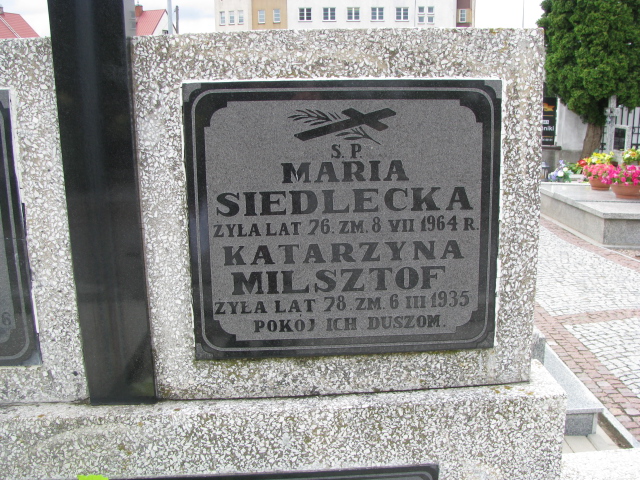 S.P.
MARIA
SIEDLECKA
ŻYŁA LAT 76. ZM. 8 VII 1964 R.
KATARZYNA
MILSZTOF
ŻYŁA LAT 78. ZM. 6 III 1935
POKÓJ ICH DUSZOM.